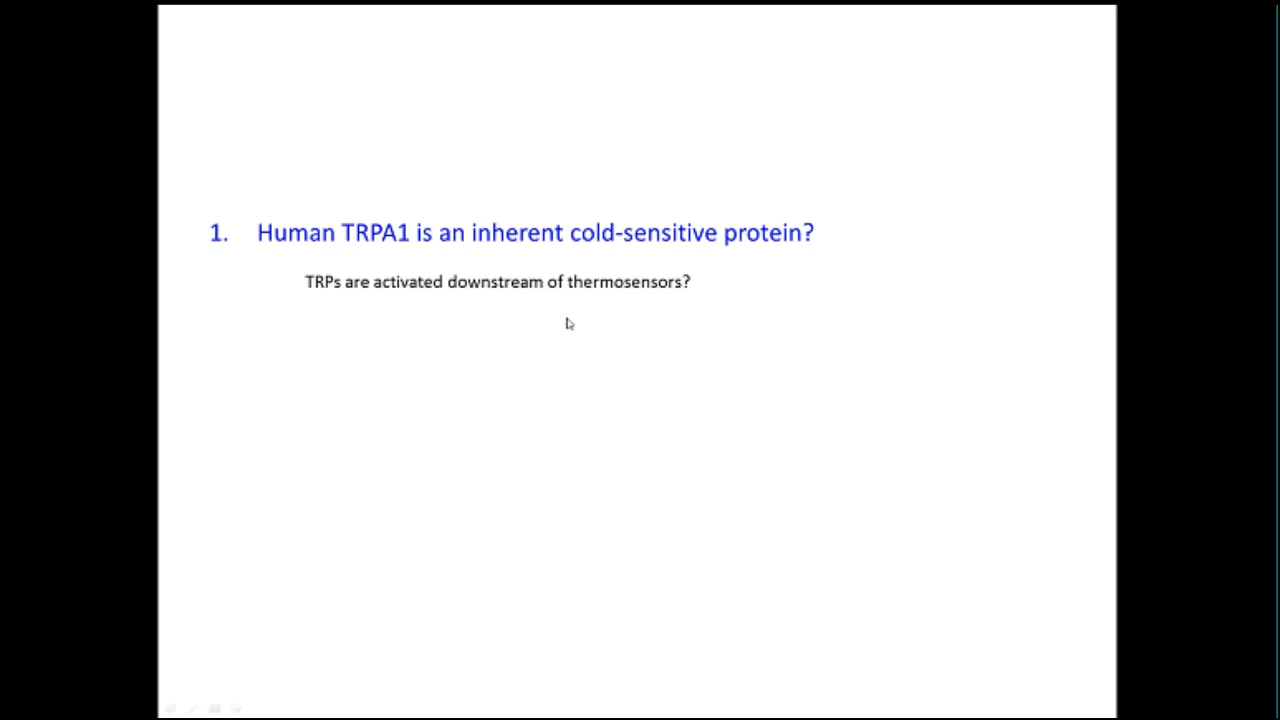 1. Human TRPA1 is an inherent cold-sensitive protein?
TRPs are activated downstream of thermosensors?